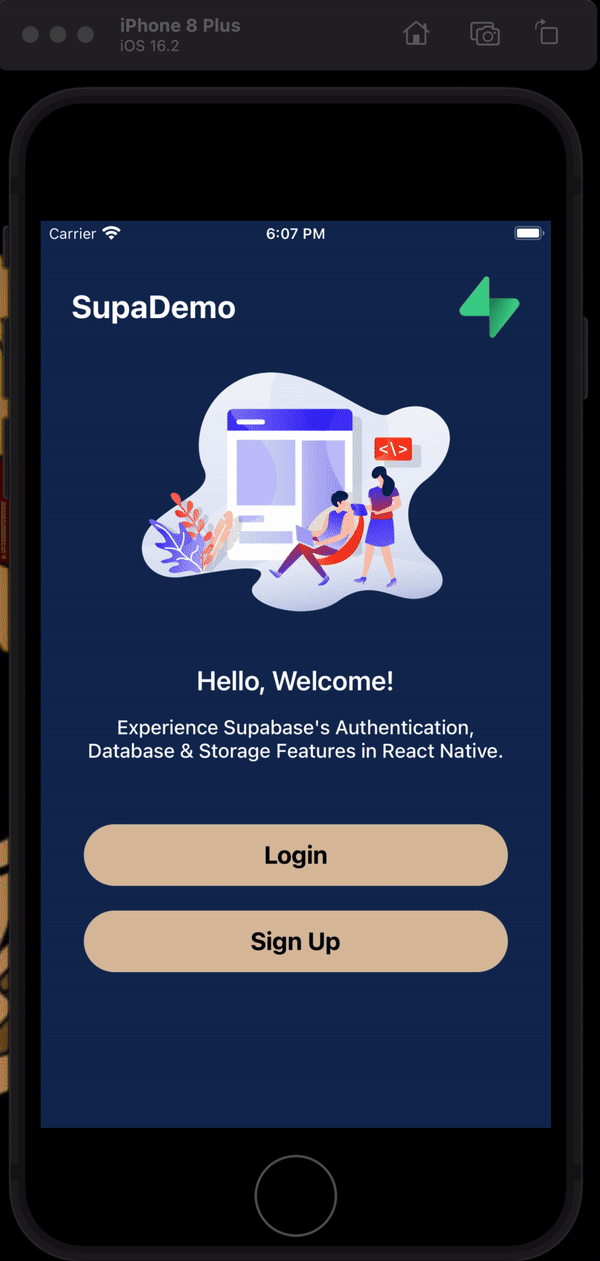 iPhone 8 Plus
iOS 16.2
Carrier 6:07 PM
SupaDemo
<\>
Hello, Welcome!
Experience Supabase's Authentication,
Database & Storage Features in React Native.
Login
Sign Up